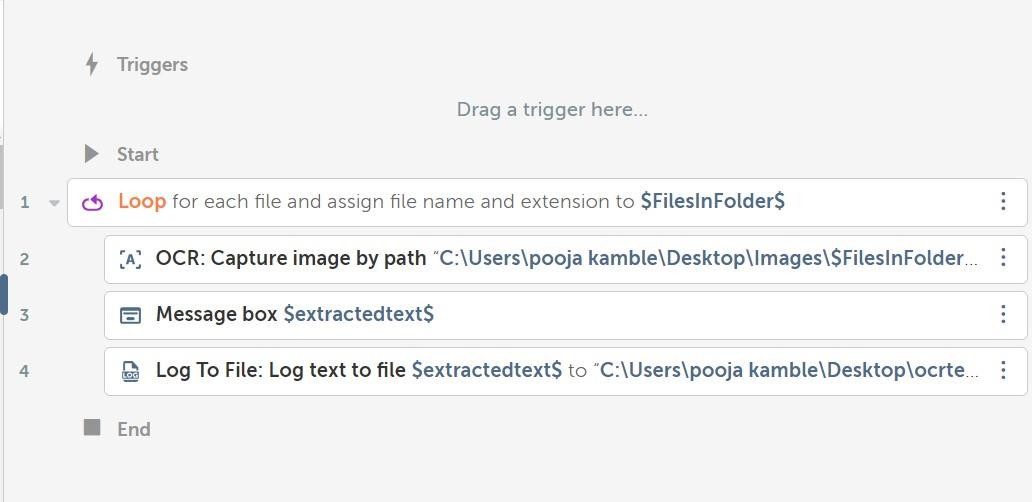 Triggers
Drag a trigger here...
Start
1 Loop for each file and assign file name and extension to $FilesInFolder$
2 OCR: Capture image by path “C:\Users\pooja kamble\Desktop\Images\$FilesInFolder...
3 Message box $extractedtext$
4 Log To File: Log text to file $extractedtext$ to “C:\Users\pooja kamble\Desktop\ocrte...
End